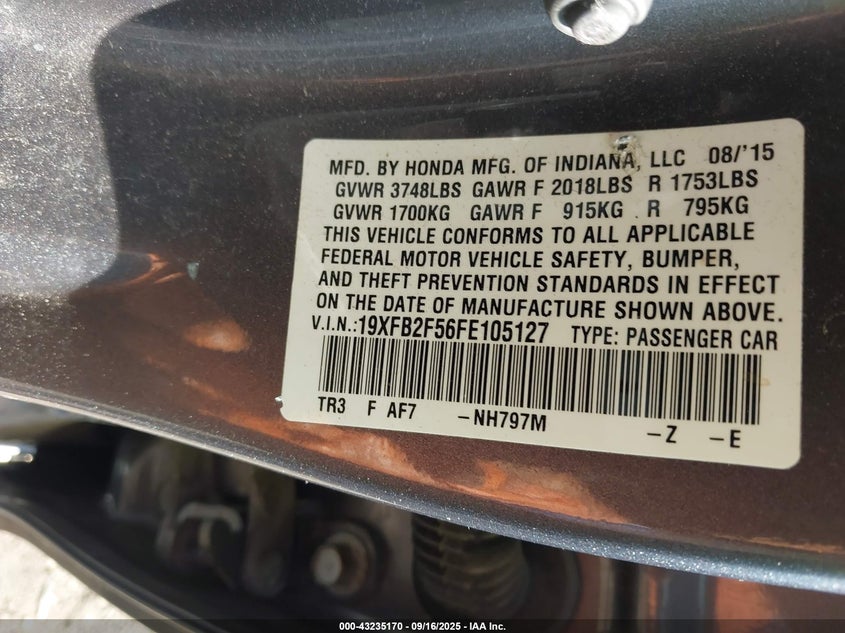 MFD. BY HONDA MFG. OF INDIANA, LLC 08/'15
GVWR 3748LBS GAWR F 2018LBS R 1753LBS
GVWR 1700KG GAWR F 915KG R 795KG
THIS VEHICLE CONFORMS TO ALL APPLICABLE
FEDERAL MOTOR VEHICLE SAFETY, BUMPER,
AND THEFT PREVENTION STANDARDS IN EFFECT
ON THE DATE OF MANUFACTURE SHOWN ABOVE.
V.I.N.:19XFB2F56FE105127 TYPE: PASSENGER CAR
TR3 F AF7 -NH797M -Z -E
000-43235170 - 09/16/2025 - IAA Inc.